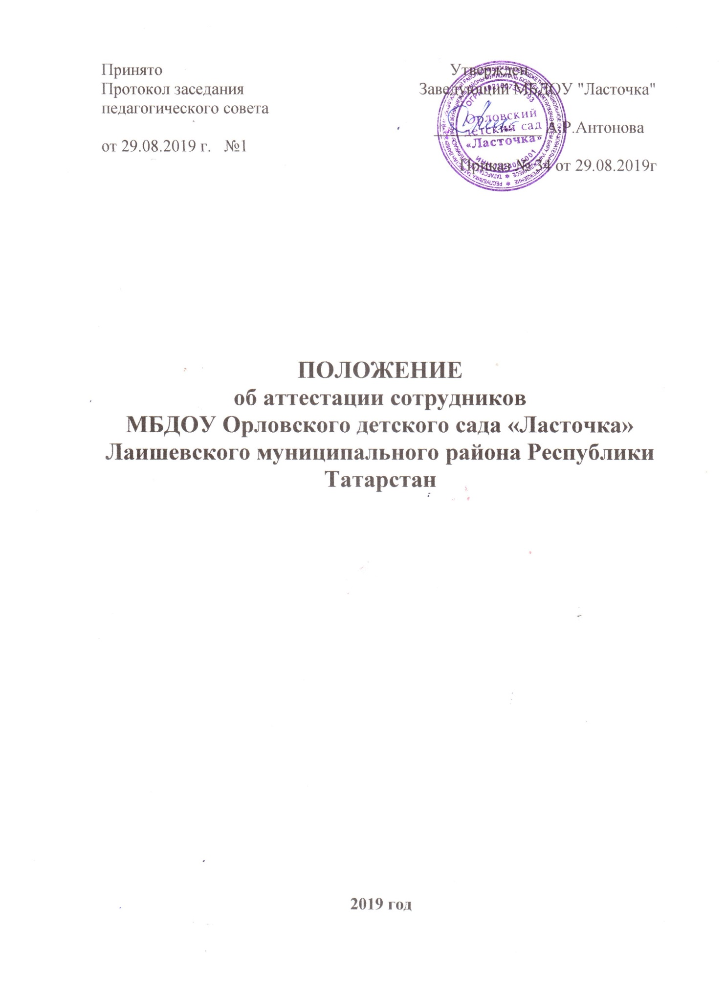 Принято
Протокол заседания
педагогического совета
от 29.08.2019 г. №1
Утвержден
Заведующий МБДОУ "Ласточка"
А.Р.Антонова
Приказ № 34 от 29.08.2019г
Орловский
детский сад
«Ласточка»
ПОЛОЖЕНИЕ
об аттестации сотрудников
МБДОУ Орловского детского сада «Ласточка»
Лаишевского муниципального района Республики
Татарстан
2019 год